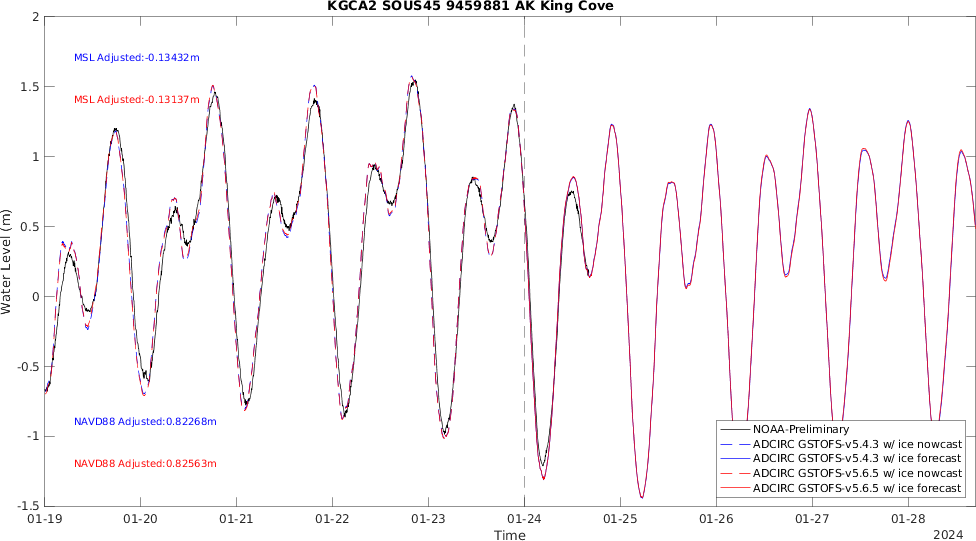 KGCA2 SOUS45 9459881 AK King Cove
2
1.5
1
0.5
0
-0.5
-1
-1.5
Water Level (m)
MSL Adjusted:-0.13432m
MSL Adjusted:-0.13137m
NAVD88 Adjusted:0.82268m
NAVD88 Adjusted:0.82563m
NOAA-Preliminary
ADCIRC GSTOFS-v5.4.3 w/ ice nowcast
ADCIRC GSTOFS-v5.4.3 w/ ice forecast
ADCIRC GSTOFS-v5.6.5 w/ ice nowcast
ADCIRC GSTOFS-v5.6.5 w/ ice forecast
01-19 01-20 01-21 01-22 01-23 01-24 01-25 01-26 01-27 01-28
Time
2024